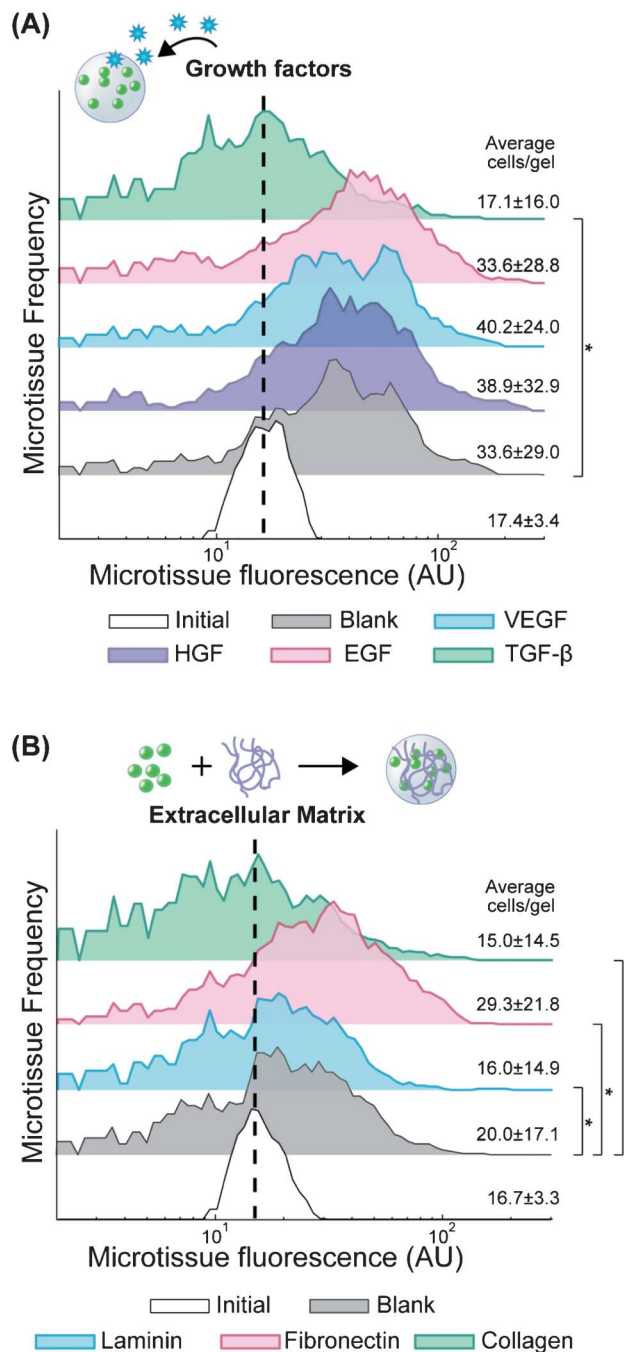 (A)
Growth factors
Microtissue Frequency
Average
cells/gel
17.1±16.0
33.6±28.8
40.2±24.0
*
38.9±32.9
33.6±29.0
17.4±3.4
10¹ 10²
Microtissue fluorescence (AU)
Initial Blank VEGF
HGF EGF TGF-β
(B)
+
Extracellular Matrix
Microtissue Frequency
Average
cells/gel
15.0±14.5
29.3±21.8
16.0±14.9
* * *
20.0±17.1
16.7±3.3
10¹ 10²
Microtissue fluorescence (AU)
Initial Blank
Laminin Fibronectin Collagen